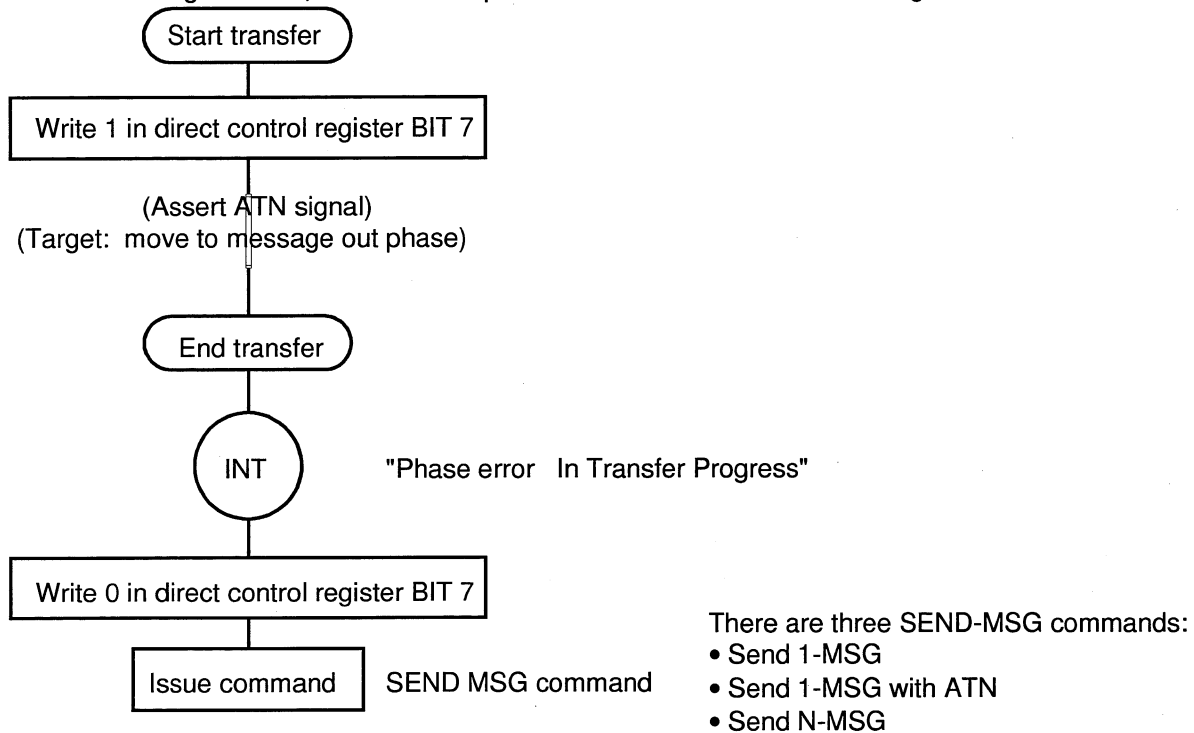 Start transfer
Write 1 in direct control register BIT 7
(Assert ATN signal)
(Target: move to message out phase)
End transfer
INT
"Phase error In Transfer Progress"
Write 0 in direct control register BIT 7
Issue command
SEND MSG command
There are three SEND-MSG commands:
• Send 1-MSG
• Send 1-MSG with ATN
• Send N-MSG